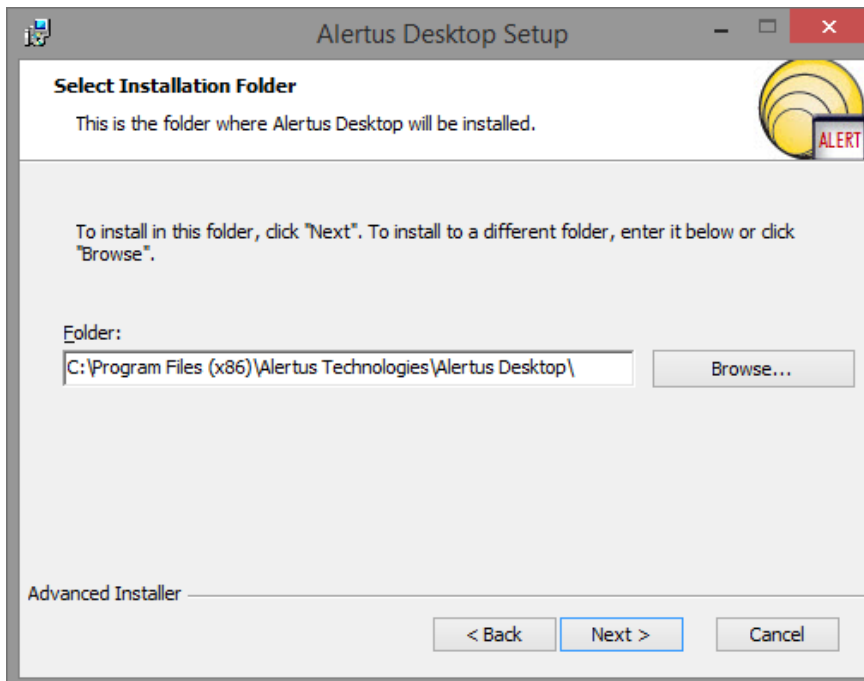 Alertus Desktop Setup
Select Installation Folder
This is the folder where Alertus Desktop will be installed.
ALERT
To install in this folder, click "Next". To install to a different folder, enter it below or click
"Browse".
Folder:
C:\Program Files (x86)\Alertus Technologies\Alertus Desktop\
Browse...
Advanced Installer
< Back
Next >
Cancel